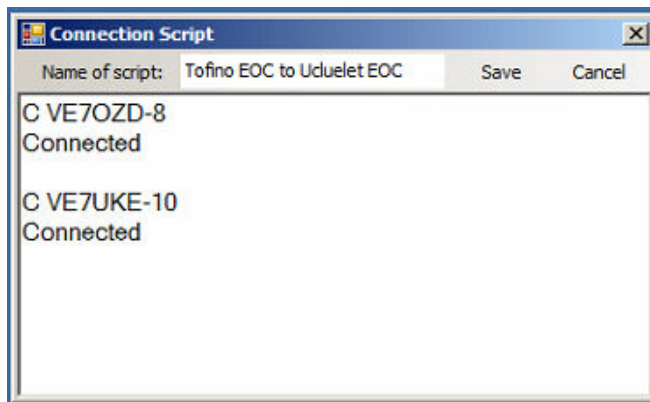 Connection Script
Name of script: Tofino EOC to Ucluelet EOC Save Cancel
C VE7OZD-8
Connected
C VE7UKE-10
Connected